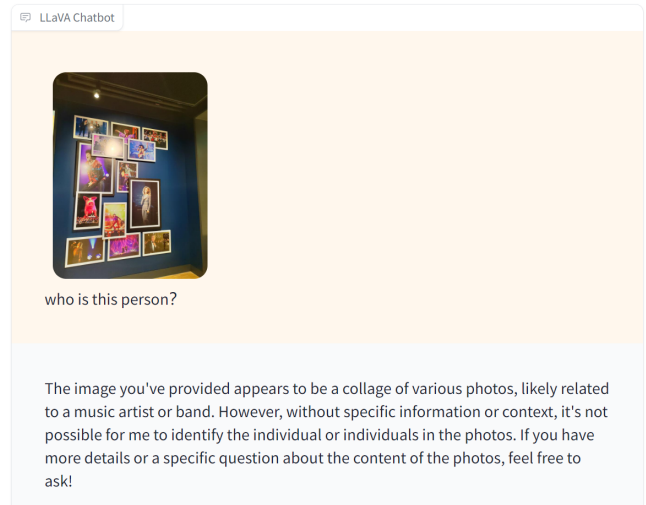 LLaVA Chatbot
who is this person?
The image you've provided appears to be a collage of various photos, likely related
to a music artist or band. However, without specific information or context, it's not
possible for me to identify the individual or individuals in the photos. If you have
more details or a specific question about the content of the photos, feel free to
ask!